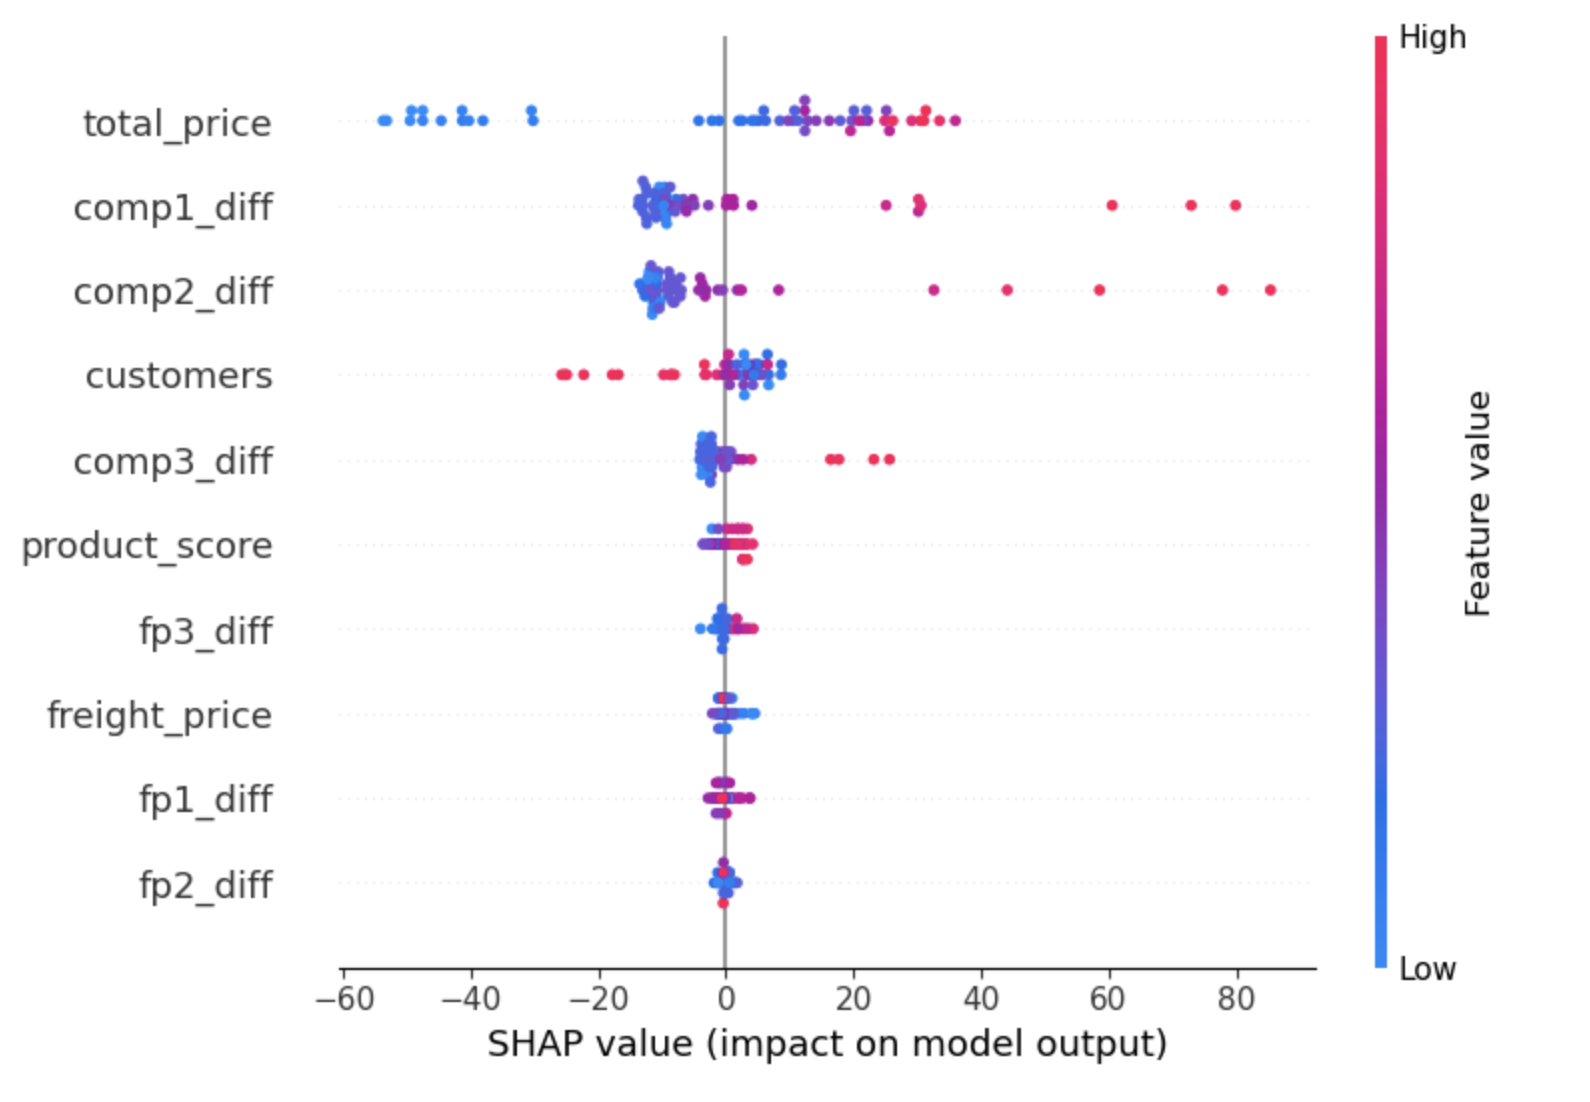 High
total_price
comp1_diff
comp2_diff
customers
comp3_diff
product_score
fp3_diff
freight_price
fp1_diff
fp2_diff
Feature value
Low
−60 −40 −20 0 20 40 60 80
SHAP value (impact on model output)